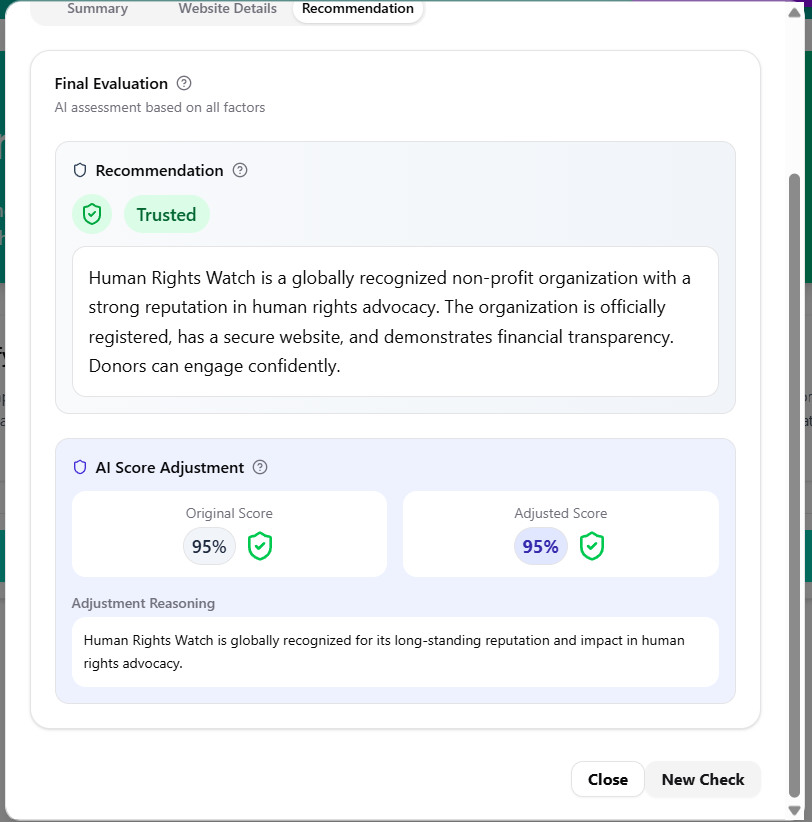 Summary Website Details Recommendation
Final Evaluation
AI assessment based on all factors
Recommendation
Trusted
Human Rights Watch is a globally recognized non-profit organization with a
strong reputation in human rights advocacy. The organization is officially
registered, has a secure website, and demonstrates financial transparency.
Donors can engage confidently.
AI Score Adjustment
Original Score
95%
Adjusted Score
95%
Adjustment Reasoning
Human Rights Watch is globally recognized for its long-standing reputation and impact in human
rights advocacy.
Close New Check